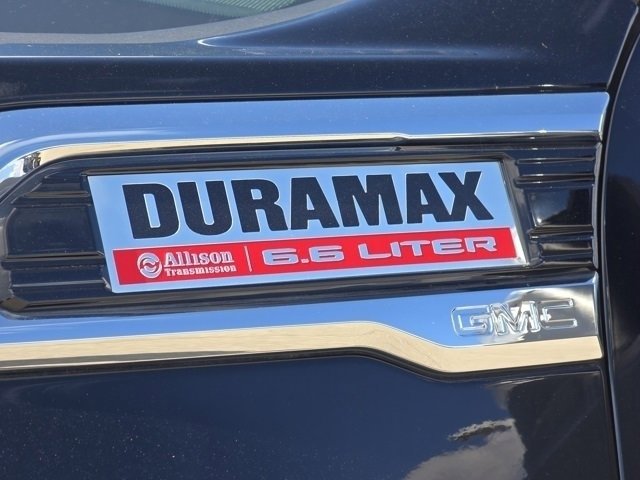 DURAMAX
Allison Transmission | 6.6 LITER
GMC